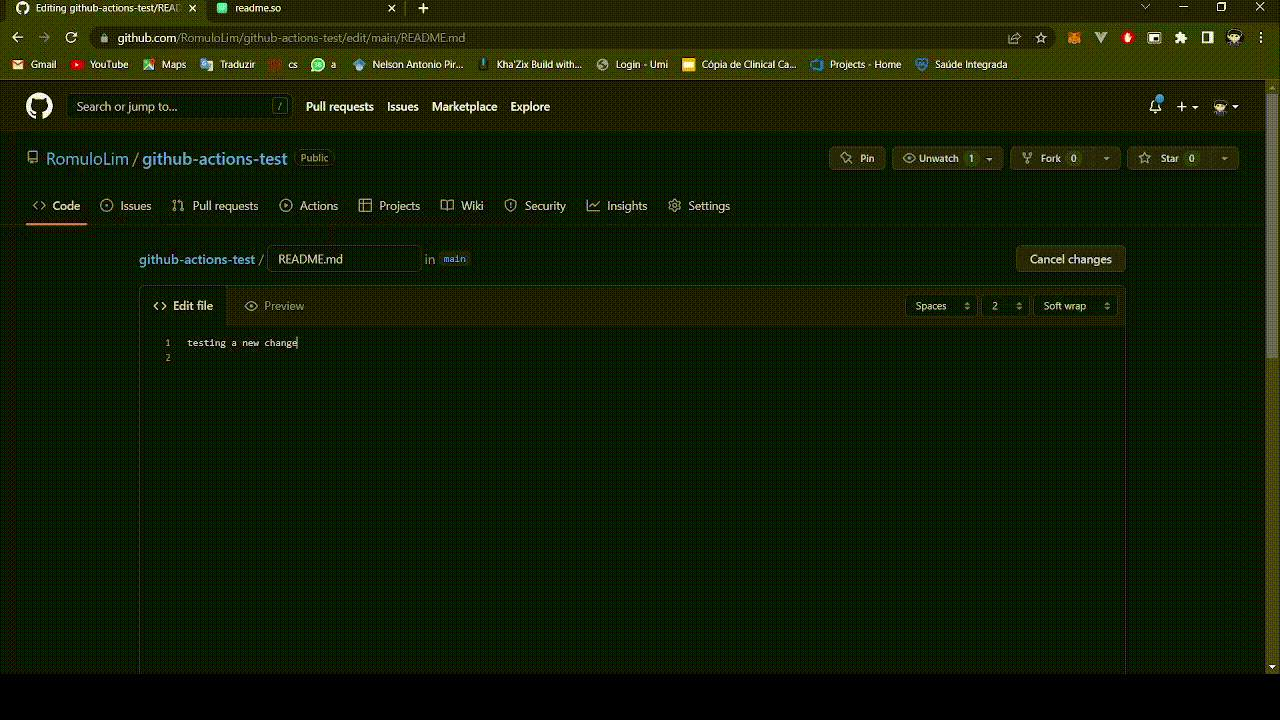 Editing github-actions-test/READ
readme.so
github.com/RomuloLim/github-actions-test/edit/main/README.md
Gmail YouTube Maps Traduzir cs a Nelson Antonio Pir... Kha'Zix Build with... Login - Umi Cópia de Clinical Ca... Projects - Home Saúde Integrada
Search or jump to... / Pull requests Issues Marketplace Explore
RomuloLim / github-actions-test Public Pin Unwatch 1 Fork 0 Star 0
Code Issues Pull requests Actions Projects Wiki Security Insights Settings
github-actions-test / README.md in main Cancel changes
Edit file Preview Spaces 2 Soft wrap
1 testing a new change
2